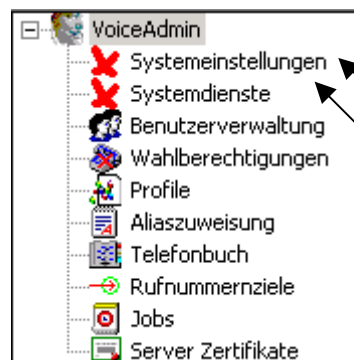 VoiceAdmin
Systemeinstellungen
Systemdienste
Benutzerverwaltung
Wahlberechtigungen
Profile
Aliaszuweisung
Telefonbuch
Rufnummernziele
Jobs
Server Zertifikate